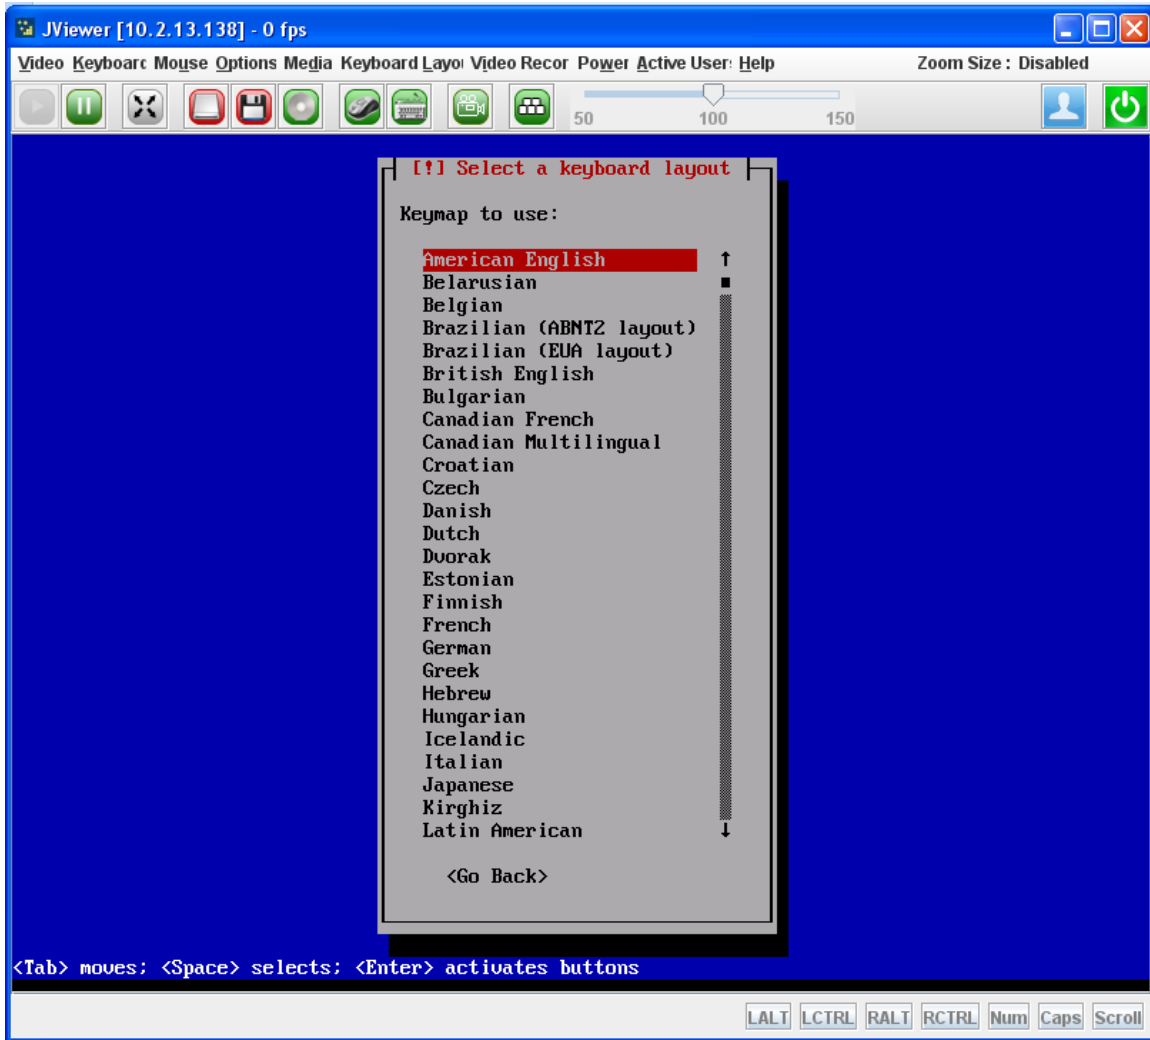 JViewer [10.2.13.138] - 0 fps
Video Keyboarc Mouse Options Media Keyboard Layo Video Recor Power Active User: Help Zoom Size : Disabled
50 100 150
[!] Select a keyboard layout
Keymap to use:
American English
Belarusian
Belgian
Brazilian (ABNT2 layout)
Brazilian (EUA layout)
British English
Bulgarian
Canadian French
Canadian Multilingual
Croatian
Czech
Danish
Dutch
Dvorak
Estonian
Finnish
French
German
Greek
Hebrew
Hungarian
Icelandic
Italian
Japanese
Kirghiz
Latin American
<Go Back>
<Tab> moves; <Space> selects; <Enter> activates buttons
LALT LCTRL RALT RCTRL Num Caps Scroll